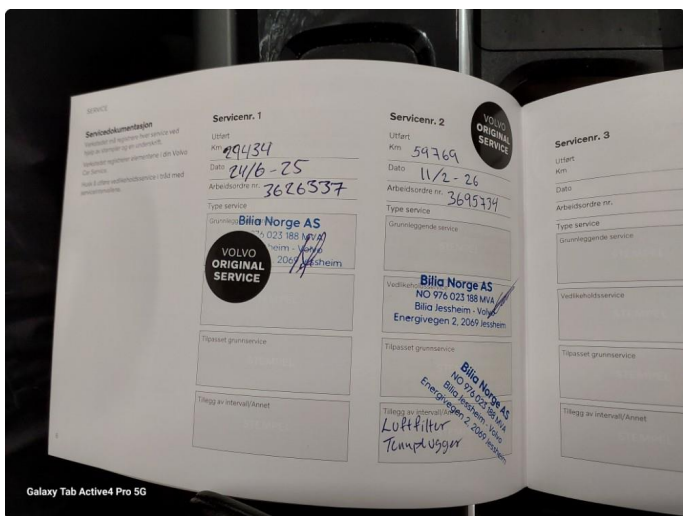 SERVICE
Servicedokumentasjon
Servicenr. 1
Utført
Km 29434
Dato 24/6-25
Arbeidsordre nr. 3626337
Type service
Bilia Norge AS
976 023 188 MVA
2069 Jessheim
VOLVO
ORIGINAL
SERVICE
Tilpasset grunnservice
Tillegg av intervall/Annet
Servicenr. 2
VOLVO
ORIGINAL
SERVICE
Utført
Km 59769
Dato 11/2-26
Arbeidsordre nr. 3695734
Type service
Grunnleggende service
Bilia Norge AS
NO 976 023 188 MVA
Bilia Jessheim - Volvo
Energivegen 2, 2069 Jessheim
Tilpasset grunnservice
Bilia Norge AS
NO 976 023 188 MVA
Bilia Jessheim - Volvo
Energivegen 2, 2069 Jessheim
Tillegg av intervall/
Luftfilter
Tennplugger
Servicenr. 3
Utført
Km
Dato
Arbeidsordre nr.
Type service
Grunnleggende service
Vedlikeholdsservice
Tilpasset grunnservice
Tillegg av intervall/Annet
Galaxy Tab Active4 Pro 5G